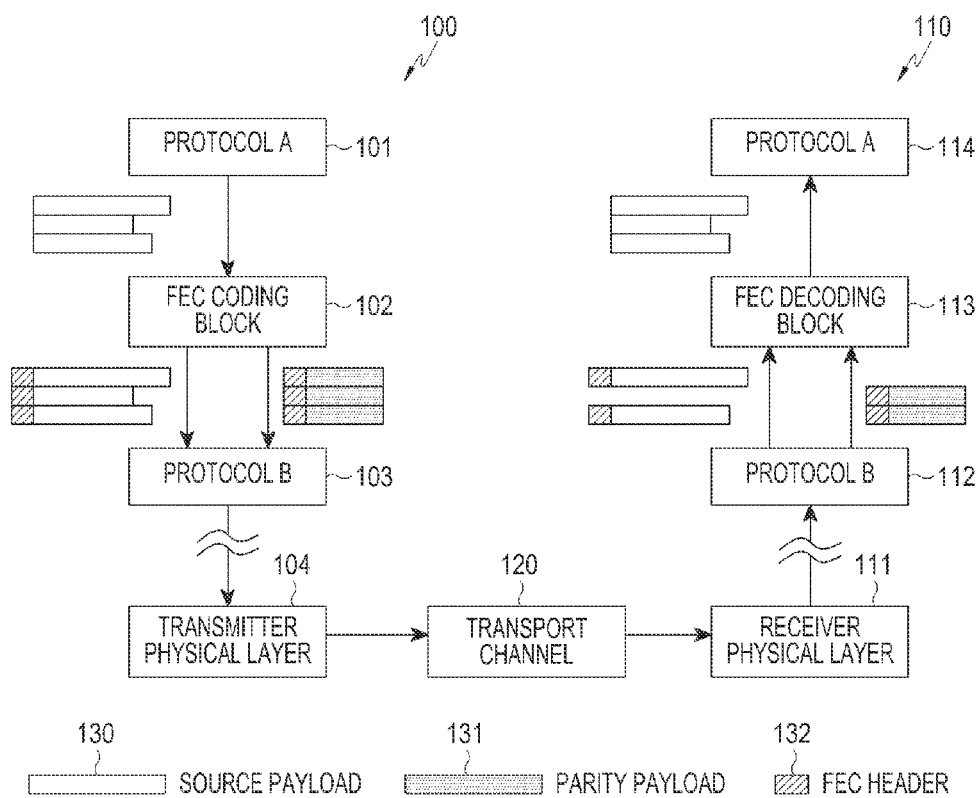 100
110
PROTOCOL A
101
PROTOCOL A
114
FEC CODING
BLOCK
102
FEC DECODING
BLOCK
113
PROTOCOL B
103
PROTOCOL B
112
104
120
111
TRANSMITTER
PHYSICAL LAYER
TRANSPORT
CHANNEL
RECEIVER
PHYSICAL LAYER
130
131
132
SOURCE PAYLOAD
PARITY PAYLOAD
FEC HEADER